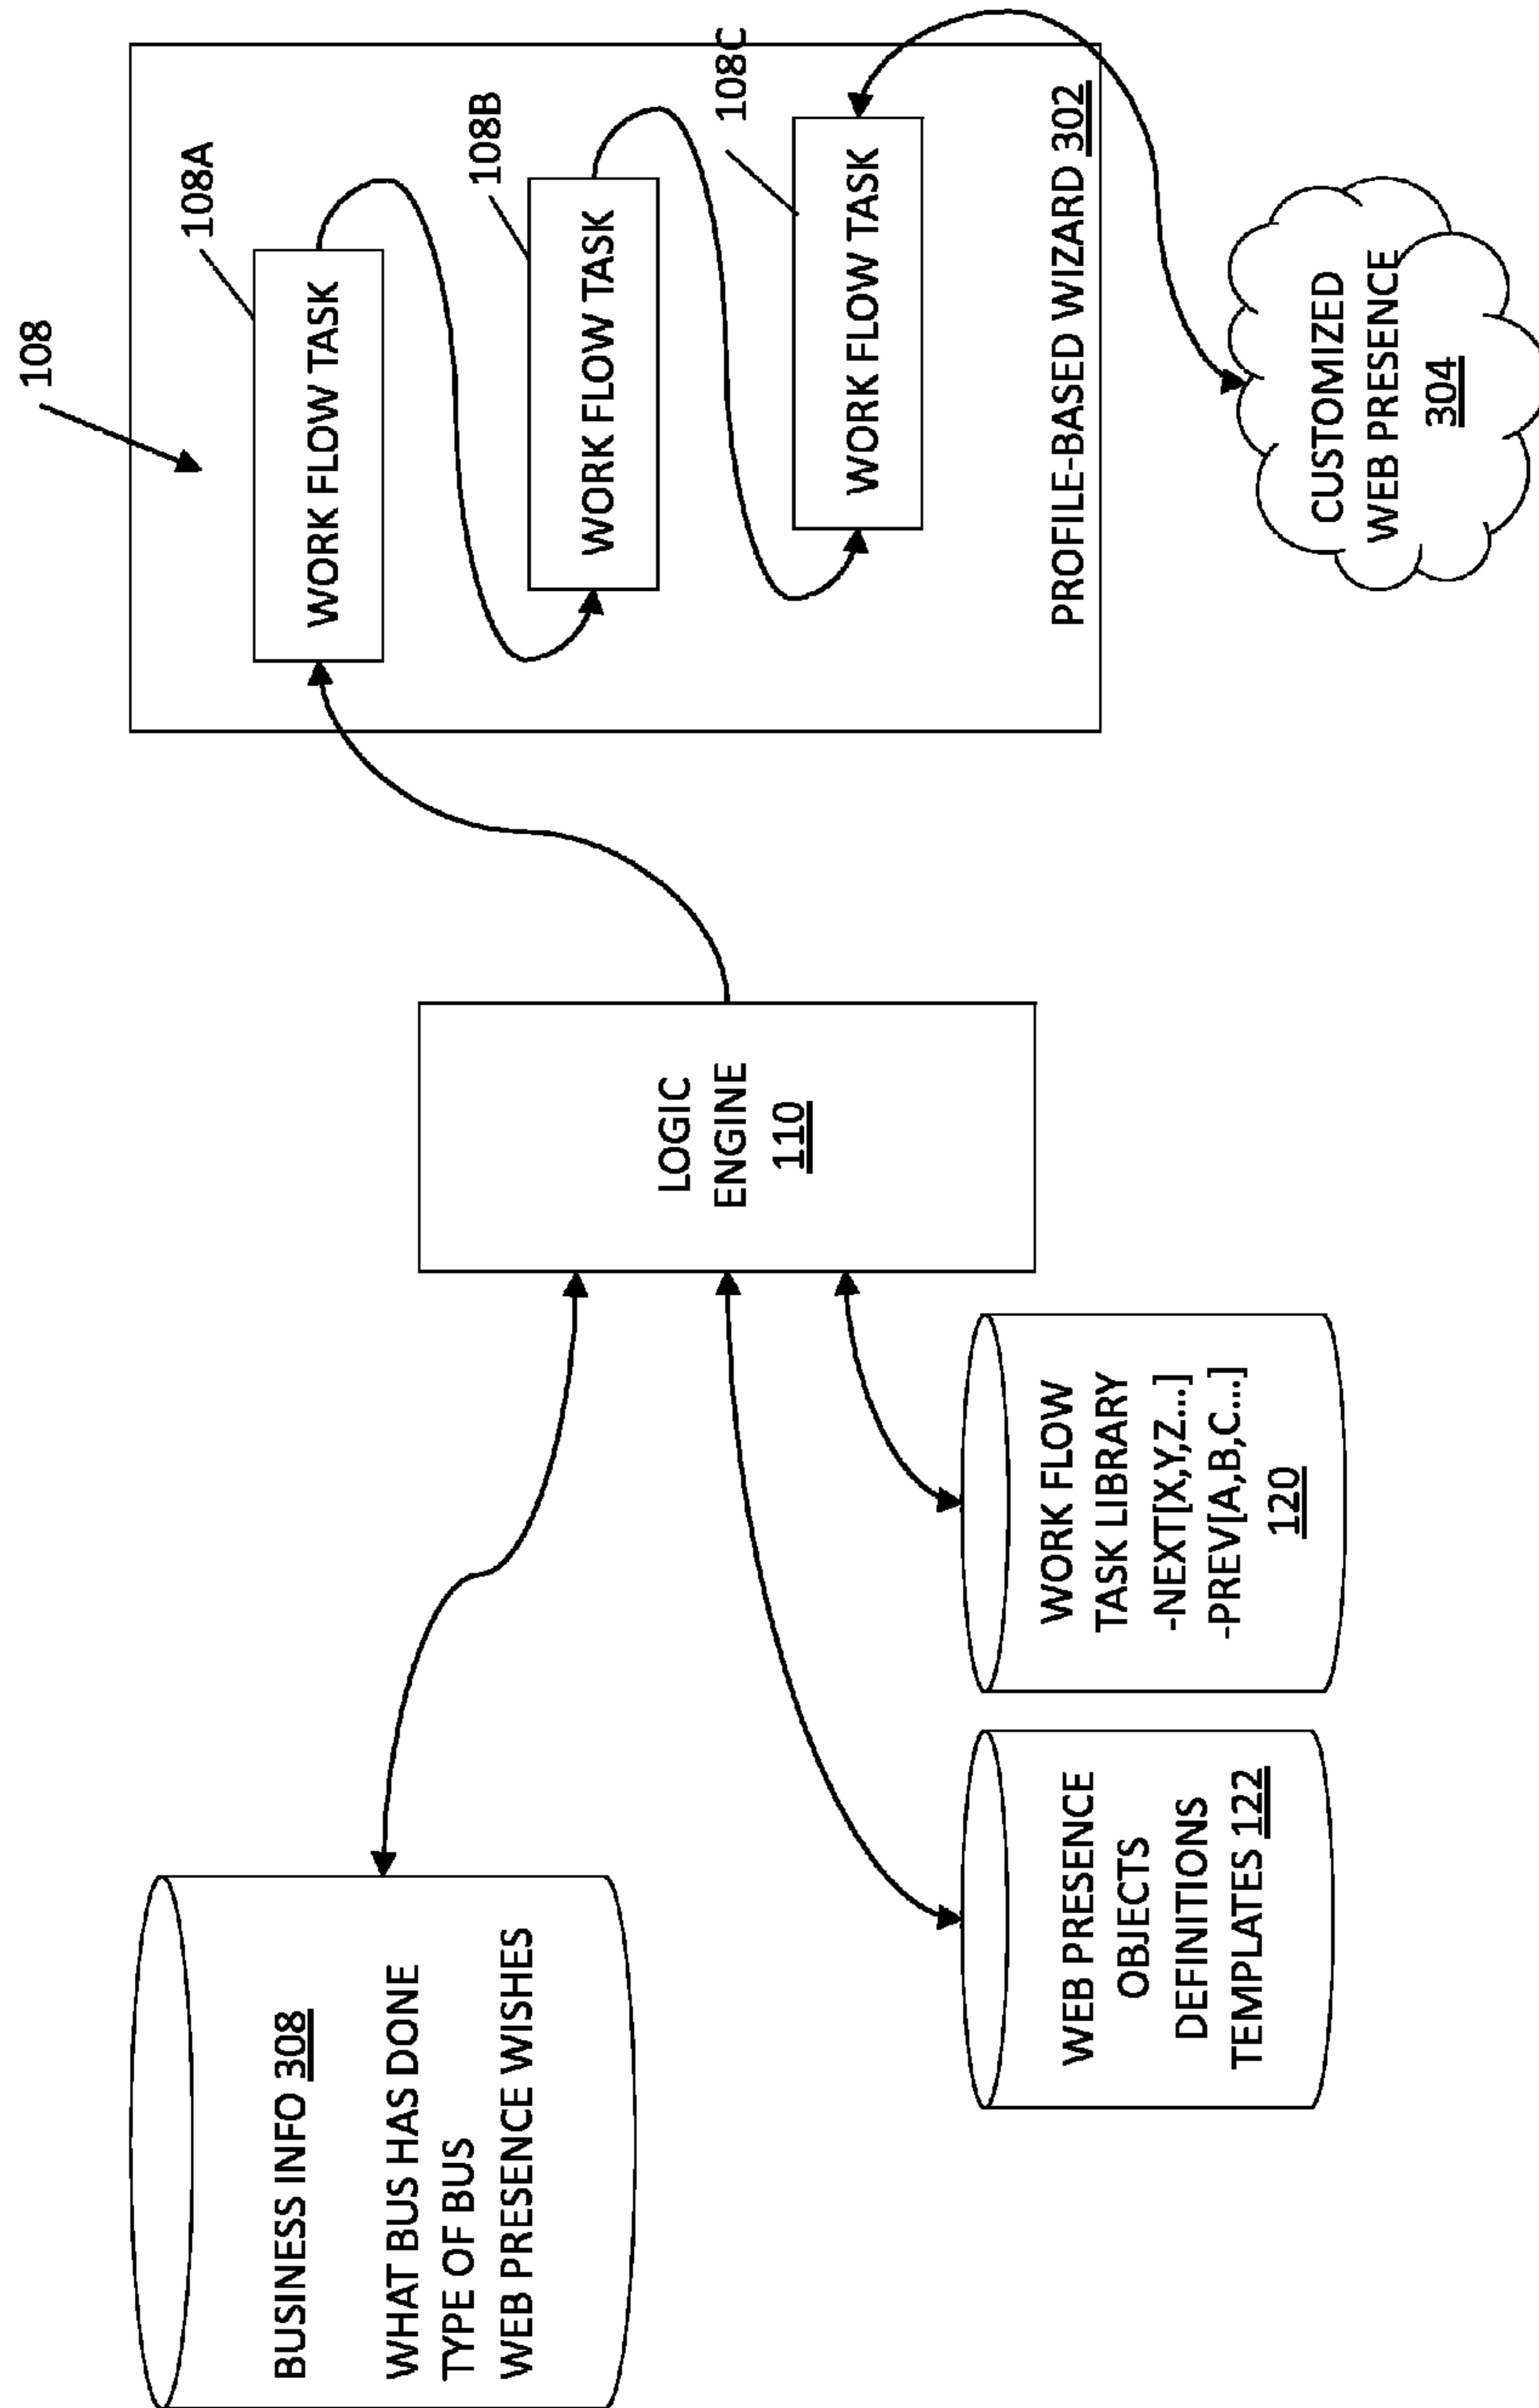 BUSINESS INFO 308
WHAT BUS HAS DONE
TYPE OF BUS
WEB PRESENCE WISHES
WEB PRESENCE
OBJECTS
DEFINITIONS
TEMPLATES 122
WORK FLOW
TASK LIBRARY
-NEXT[X,Y,Z...]
-PREV[A,B,C...]
120
LOGIC
ENGINE
110
108
108A
WORK FLOW TASK
108B
WORK FLOW TASK
108C
WORK FLOW TASK
PROFILE-BASED WIZARD 302
CUSTOMIZED
WEB PRESENCE
304